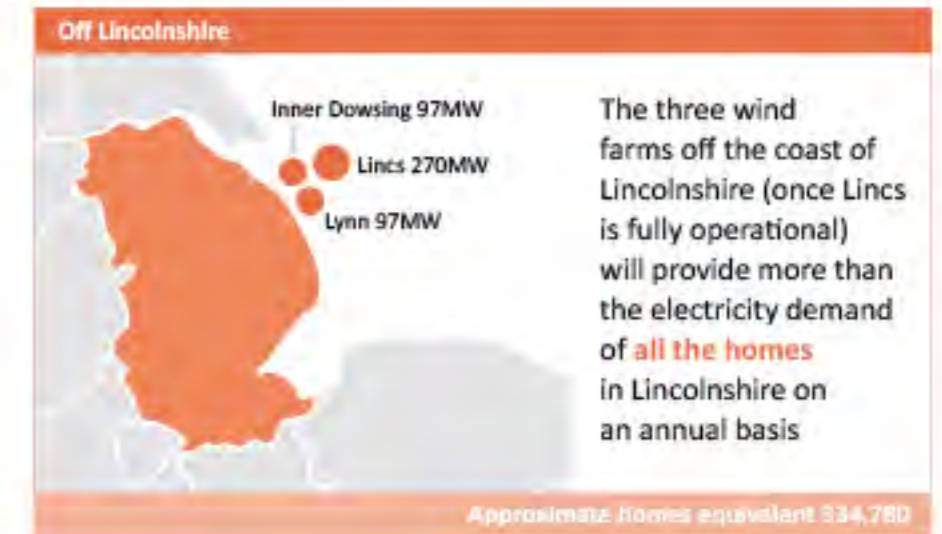 Off Lincolnshire
Inner Dowsing 97MW
Lincs 270MW
Lynn 97MW
The three wind
farms off the coast of
Lincolnshire (once Lincs
is fully operational)
will provide more than
the electricity demand
of all the homes
in Lincolnshire on
an annual basis
Approximate homes equivalent